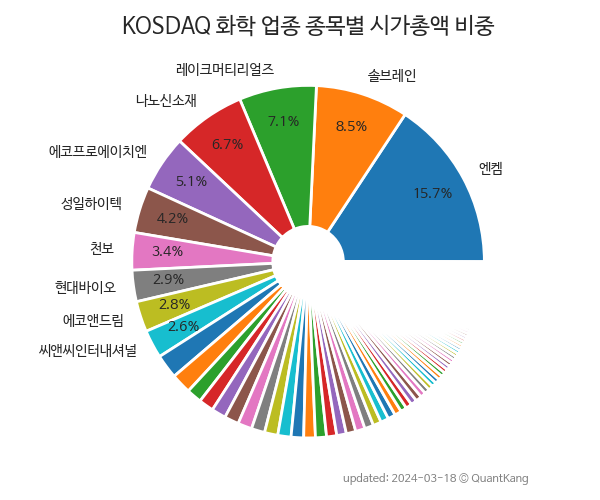 KOSDAQ 화학 업종 종목별 시가총액 비중
엔켐
15.7%
솔브레인
8.5%
레이크머티리얼즈
7.1%
나노신소재
6.7%
에코프로에이치엔
5.1%
성일하이텍
4.2%
천보
3.4%
현대바이오
2.9%
에코앤드림
2.8%
씨앤씨인터내셔널
2.6%
updated: 2024-03-18 © QuantKang